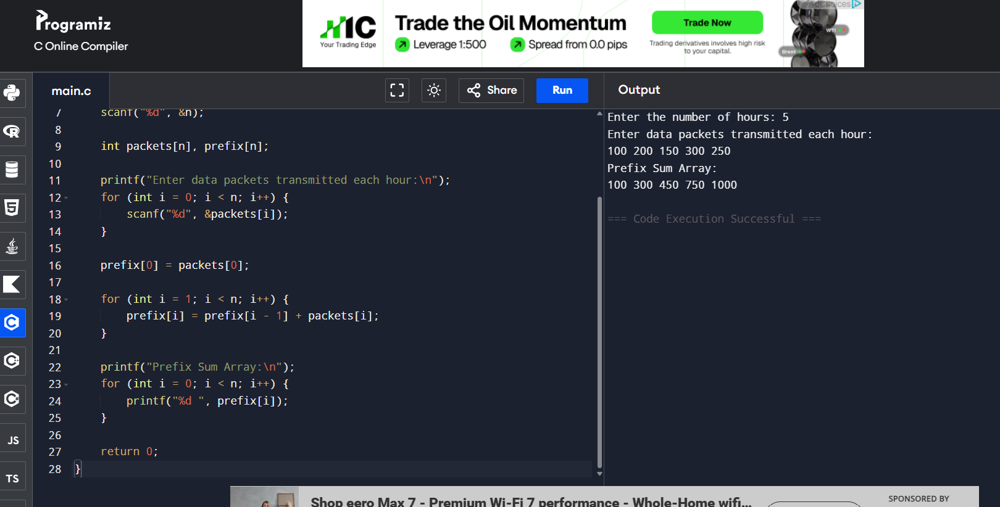 Programiz
C Online Compiler
HIC
Your Trading Edge
Trade the Oil Momentum
Leverage 1:500
Spread from 0.0 pips
Trade Now
Trading derivatives involves high risk
to your capital.
AdChoices
WTI
Brent
main.c
Share
Run
Output
7 scanf("%d", &n);
8
9 int packets[n], prefix[n];
10
11 printf("Enter data packets transmitted each hour:\n");
12 for (int i = 0; i < n; i++) {
13 scanf("%d", &packets[i]);
14 }
15
16 prefix[0] = packets[0];
17
18 for (int i = 1; i < n; i++) {
19 prefix[i] = prefix[i - 1] + packets[i];
20 }
21
22 printf("Prefix Sum Array:\n");
23 for (int i = 0; i < n; i++) {
24 printf("%d ", prefix[i]);
25 }
26
27 return 0;
28 }
Enter the number of hours: 5
Enter data packets transmitted each hour:
100 200 150 300 250
Prefix Sum Array:
100 300 450 750 1000
=== Code Execution Successful ===
JS
TS
Shop eero Max 7 - Premium Wi-Fi 7 performance - Whole-Home wifi...
SPONSORED BY